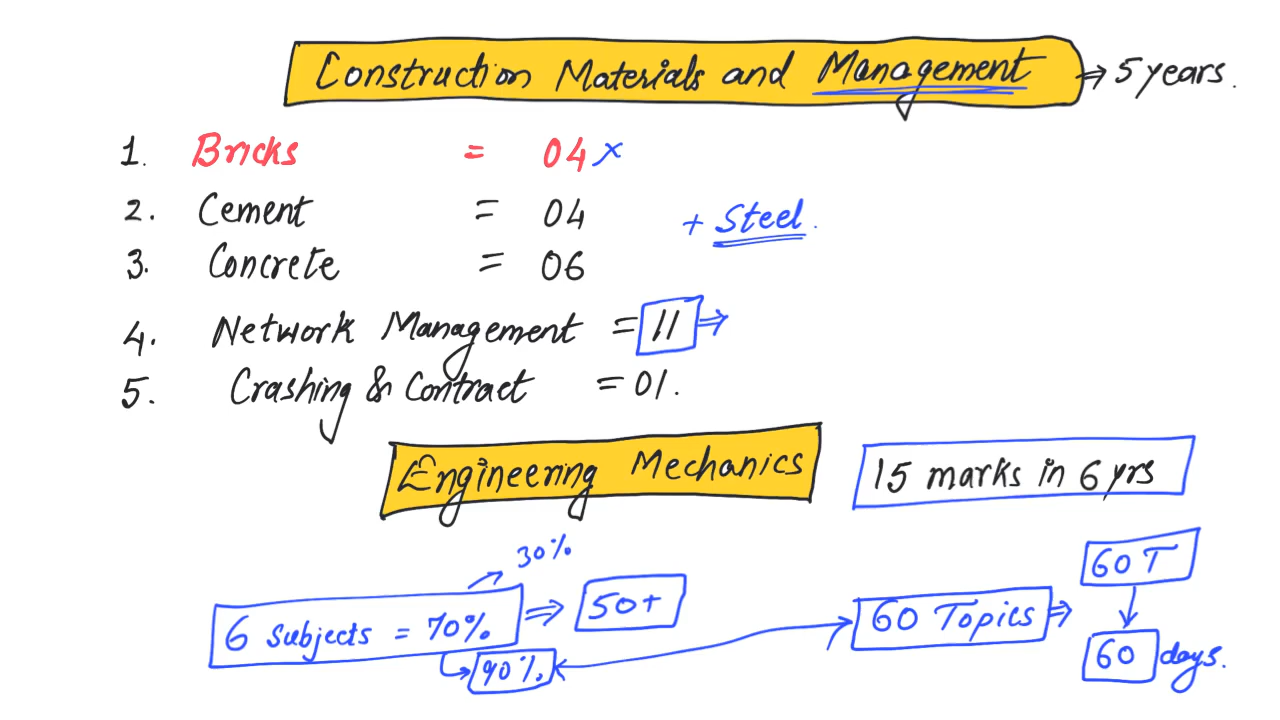 Construction Materials and Management ⇒ 5 years.
1. Bricks = 04 x
2. Cement = 04
+ Steel.
3. Concrete = 06
4. Network Management = 11 ⇒
5. Crashing & Contract = 01.
Engineering Mechanics
15 marks in 6 yrs
30%
6 Subjects = 70% ⇒ 50+
90%
60 Topics ⇒
60 T
60 days.